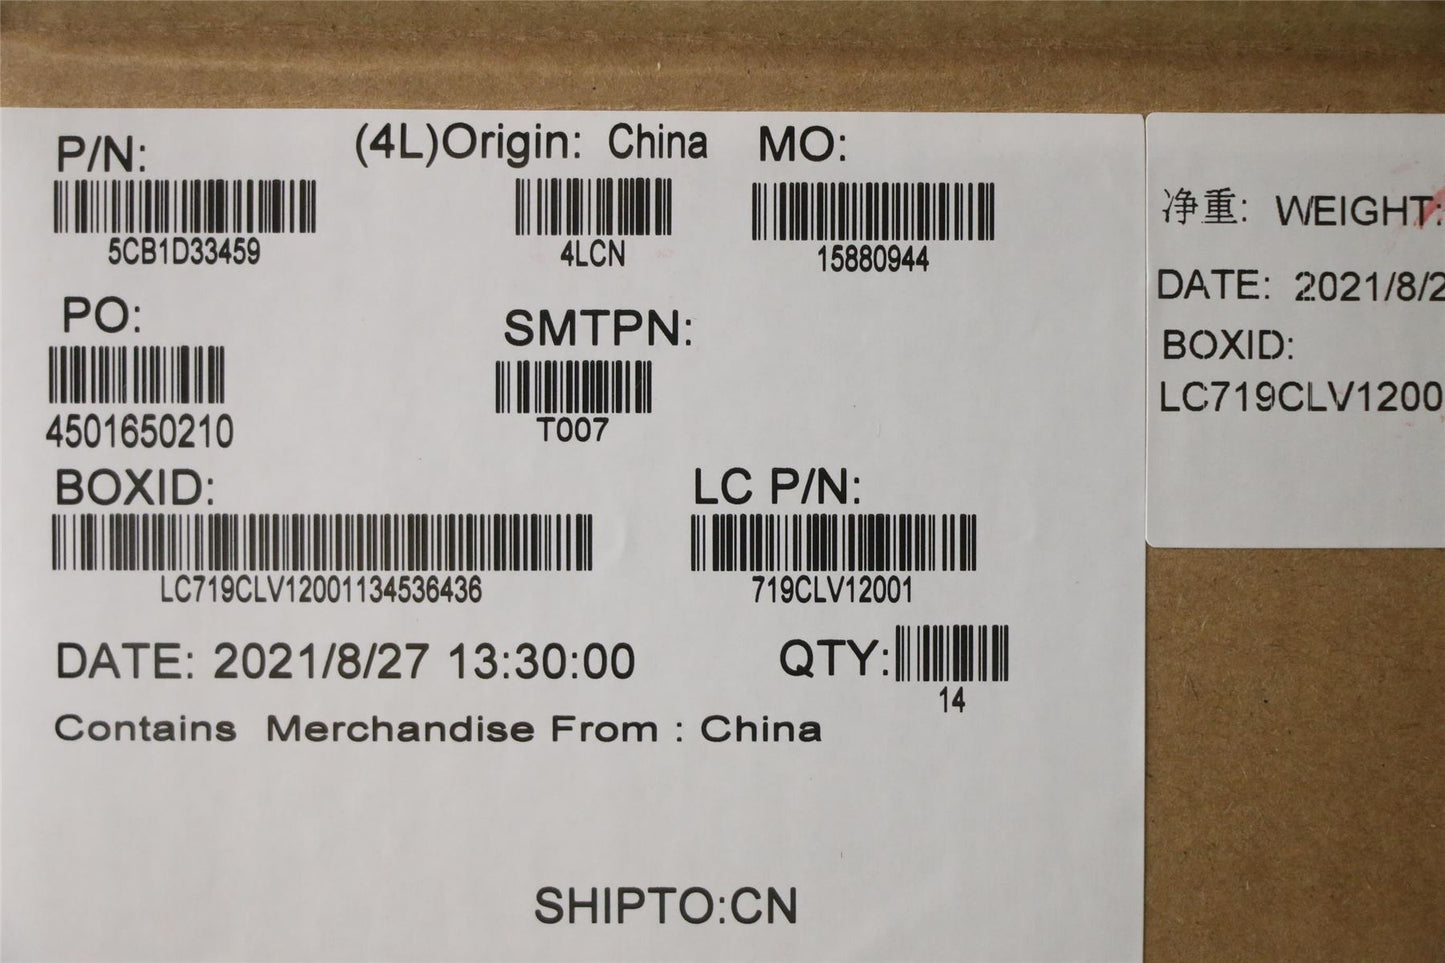 P/N:
5CB1D33459
(4L)Origin: China
4LCN
MO:
15880944
PO:
4501650210
SMTPN:
T007
BOXID:
LC719CLV12001134536436
LC P/N:
719CLV12001
DATE: 2021/8/27 13:30:00
QTY:
14
Contains Merchandise From : China
SHIPTO:CN
净重: WEIGHT:
DATE: 2021/8/2
BOXID:
LC719CLV1200